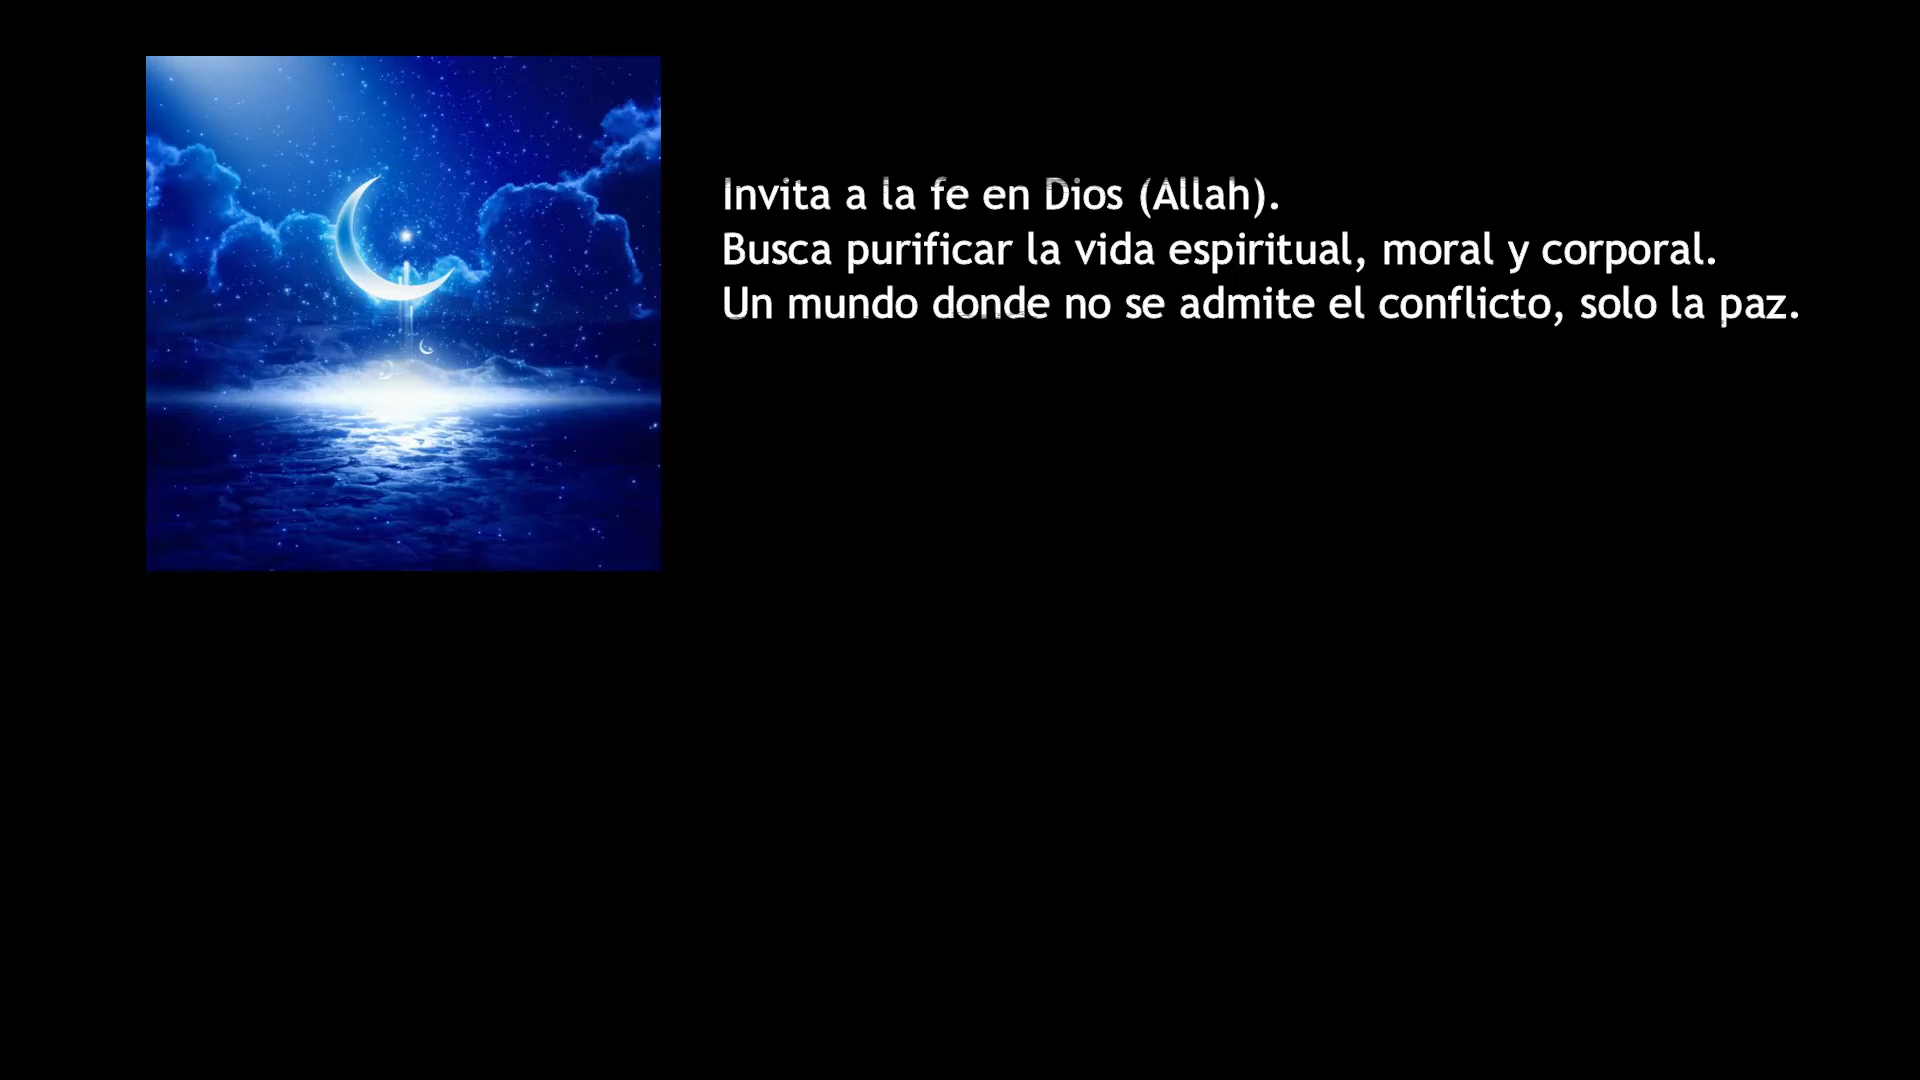 Invita a la fe en Dios (Allah).
Busca purificar la vida espiritual, moral y corporal.
Un mundo donde no se admite el conflicto, solo la paz.